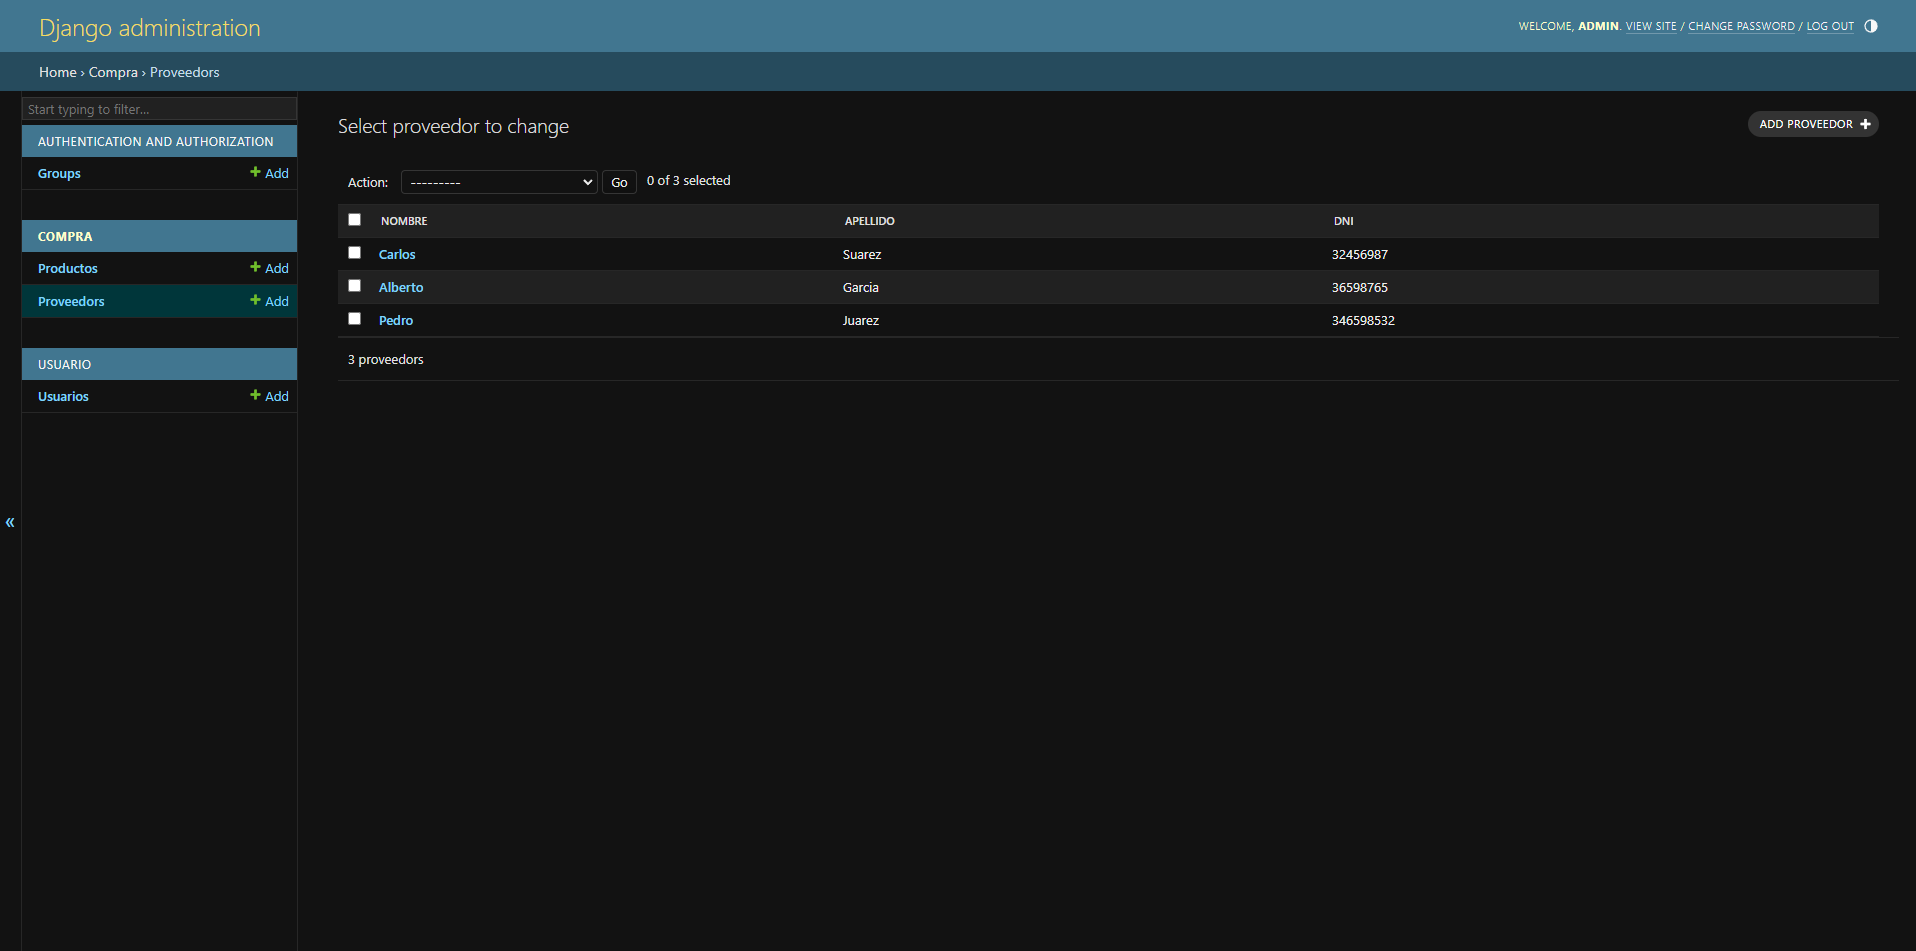 Django administration
WELCOME, ADMIN. VIEW SITE / CHANGE PASSWORD / LOG OUT
Home › Compra › Proveedors
Start typing to filter...
AUTHENTICATION AND AUTHORIZATION
Groups + Add
COMPRA
Productos + Add
Proveedors + Add
USUARIO
Usuarios + Add
«
Select proveedor to change
ADD PROVEEDOR +
Action: --------- Go 0 of 3 selected
NOMBRE APELLIDO DNI
Carlos Suarez 32456987
Alberto Garcia 36598765
Pedro Juarez 346598532
3 proveedors